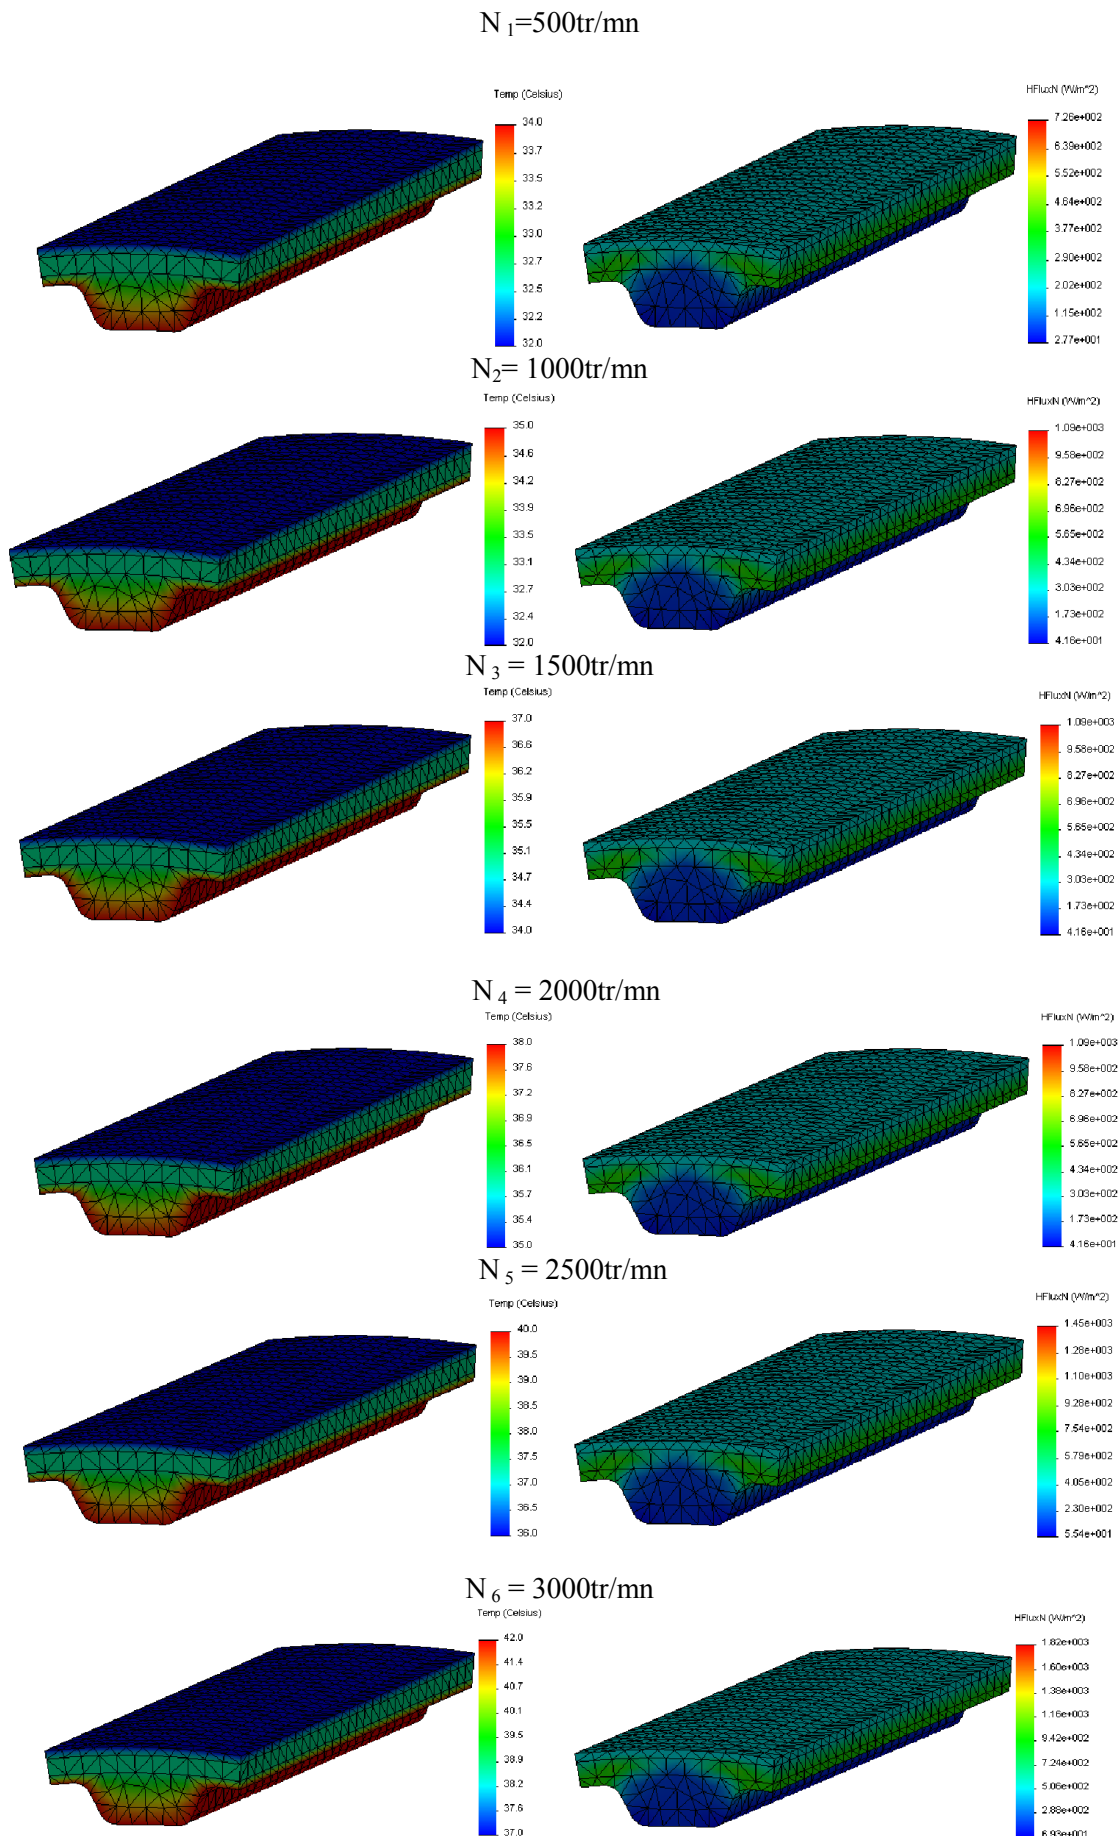 N 1=500tr/mn
Temp (Celsius)
34.0
33.7
33.5
33.2
33.0
32.7
32.5
32.2
32.0
HFluxN (W/m^2)
7.26e+002
6.39e+002
5.52e+002
4.64e+002
3.77e+002
2.90e+002
2.02e+002
1.15e+002
2.77e+001
N2= 1000tr/mn
Temp (Celsius)
35.0
34.6
34.2
33.9
33.5
33.1
32.7
32.4
32.0
HFluxN (W/m^2)
1.09e+003
9.58e+002
8.27e+002
6.96e+002
5.65e+002
4.34e+002
3.03e+002
1.73e+002
4.16e+001
N 3 = 1500tr/mn
Temp (Celsius)
37.0
36.6
36.2
35.9
35.5
35.1
34.7
34.4
34.0
HFluxN (W/m^2)
1.09e+003
9.58e+002
8.27e+002
6.96e+002
5.65e+002
4.34e+002
3.03e+002
1.73e+002
4.16e+001
N 4 = 2000tr/mn
Temp (Celsius)
38.0
37.6
37.2
36.9
36.5
36.1
35.7
35.4
35.0
HFluxN (W/m^2)
1.09e+003
9.58e+002
8.27e+002
6.96e+002
5.65e+002
4.34e+002
3.03e+002
1.73e+002
4.16e+001
N 5 = 2500tr/mn
Temp (Celsius)
40.0
39.5
39.0
38.5
38.0
37.5
37.0
36.5
36.0
HFluxN (W/m^2)
1.45e+003
1.28e+003
1.10e+003
9.28e+002
7.54e+002
5.79e+002
4.05e+002
2.30e+002
5.54e+001
N 6 = 3000tr/mn
Temp (Celsius)
42.0
41.4
40.7
40.1
39.5
38.9
38.2
37.6
37.0
HFluxN (W/m^2)
1.82e+003
1.60e+003
1.38e+003
1.16e+003
9.42e+002
7.24e+002
5.06e+002
2.88e+002
6.93e+001